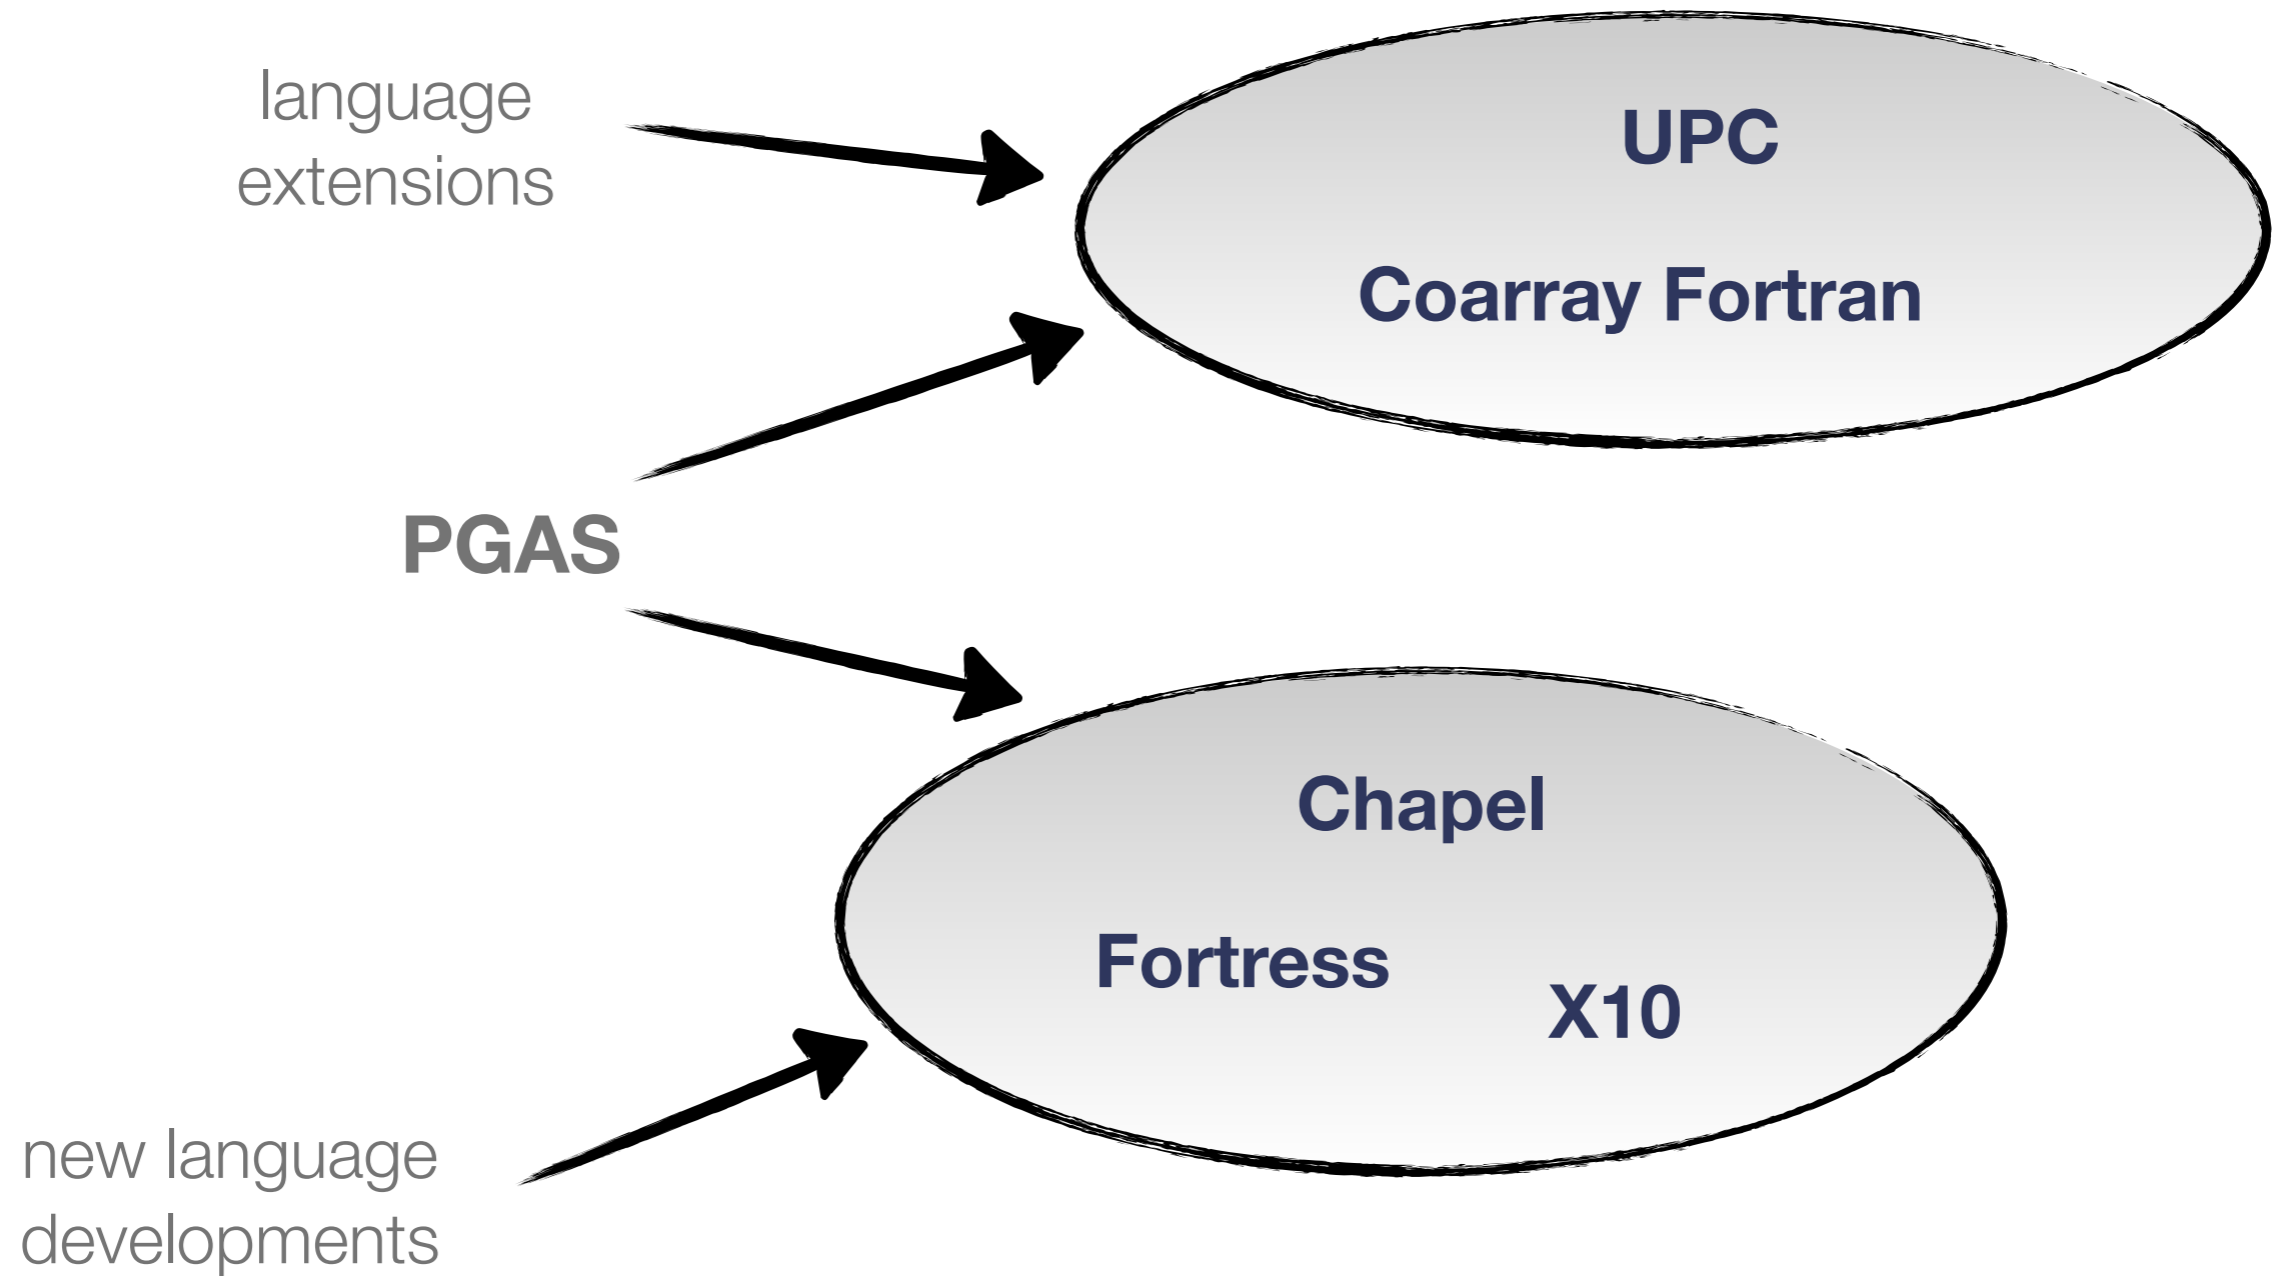 language
extensions
UPC
Coarray Fortran
PGAS
Chapel
Fortress
X10
new language
developments